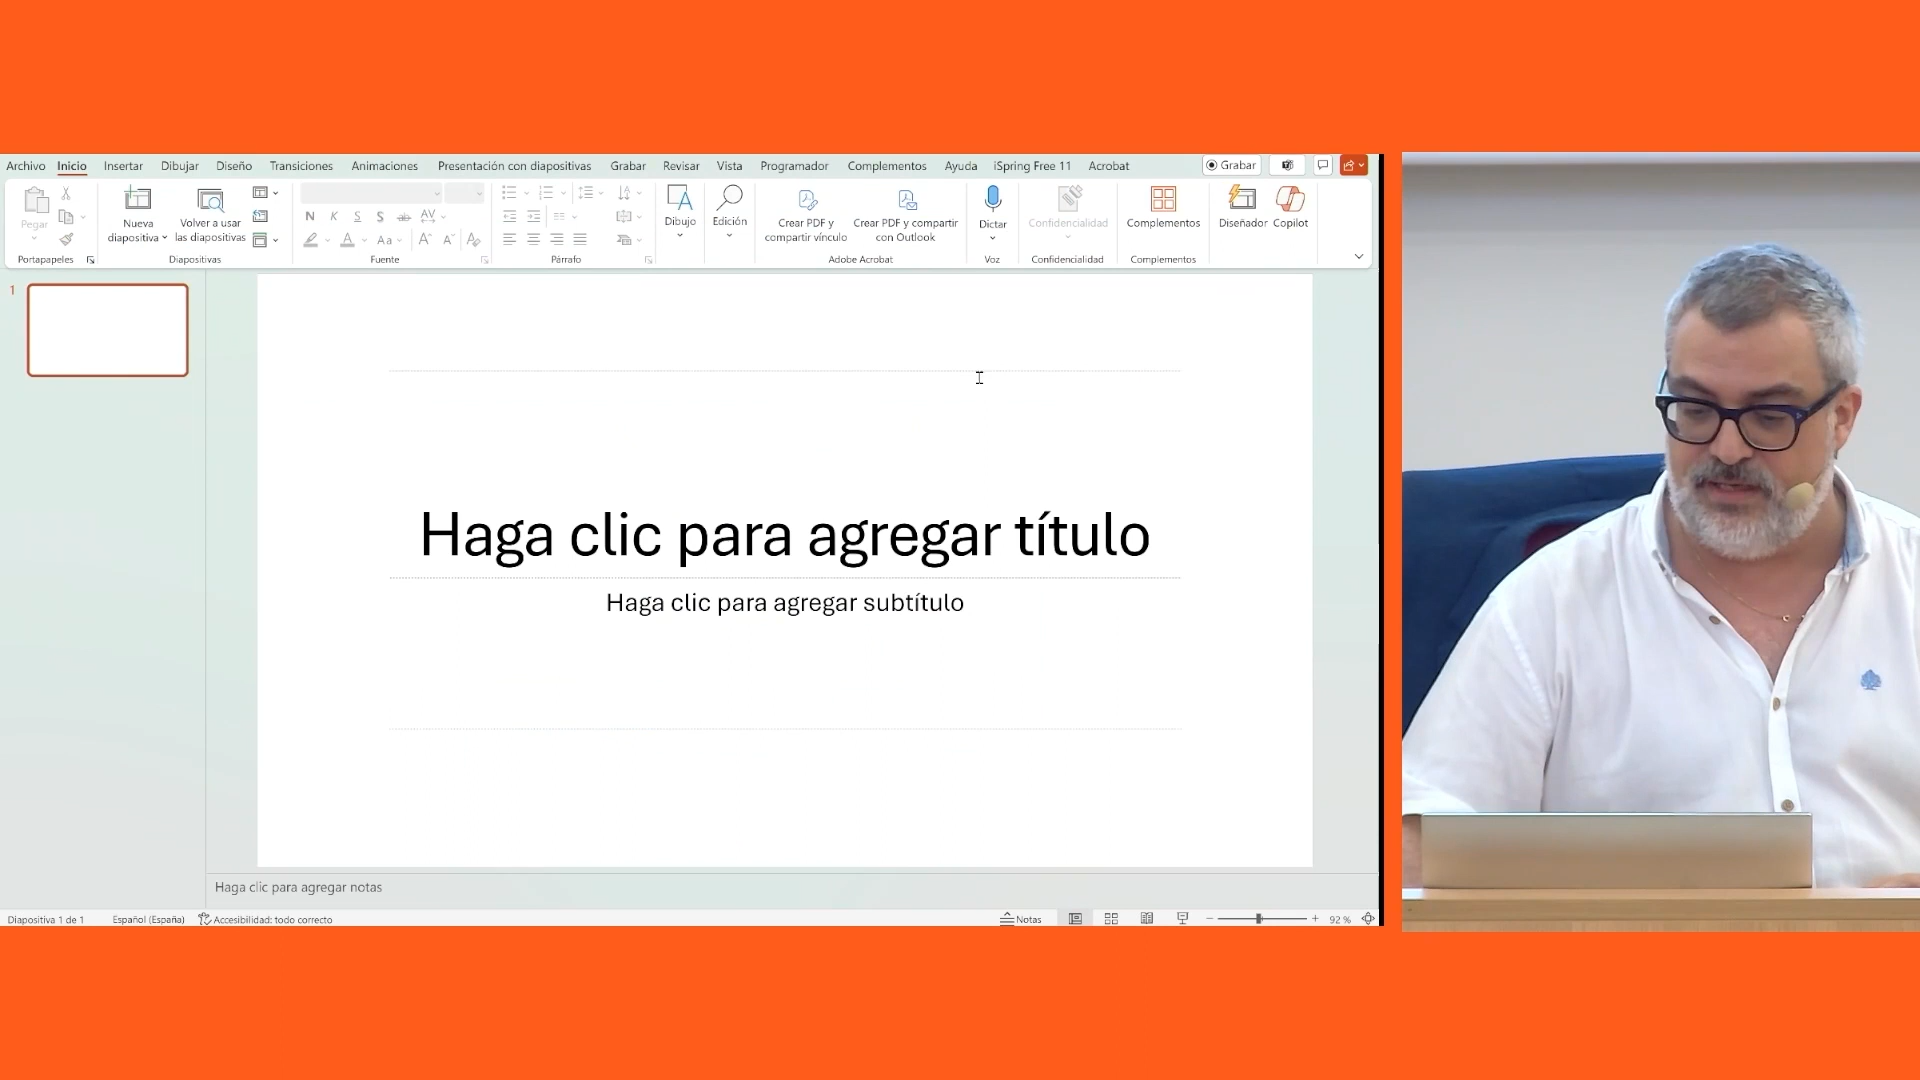 Archivo Inicio Insertar Dibujar Diseño Transiciones Animaciones Presentación con diapositivas Grabar Revisar Vista Programador Complementos Ayuda iSpring Free 11 Acrobat Grabar
Pegar
Nueva diapositiva
Volver a usar las diapositivas
N K S S ab AV
A Aa A A A
Dibujo
Edición
Crear PDF y compartir vínculo
Crear PDF y compartir con Outlook
Dictar
Confidencialidad
Complementos
Diseñador
Copilot
Portapapeles Diapositivas Fuente Párrafo Adobe Acrobat Voz Confidencialidad Complementos
1
Haga clic para agregar título
Haga clic para agregar subtítulo
Haga clic para agregar notas
Diapositiva 1 de 1 Español (España) Accesibilidad: todo correcto Notas 92 %